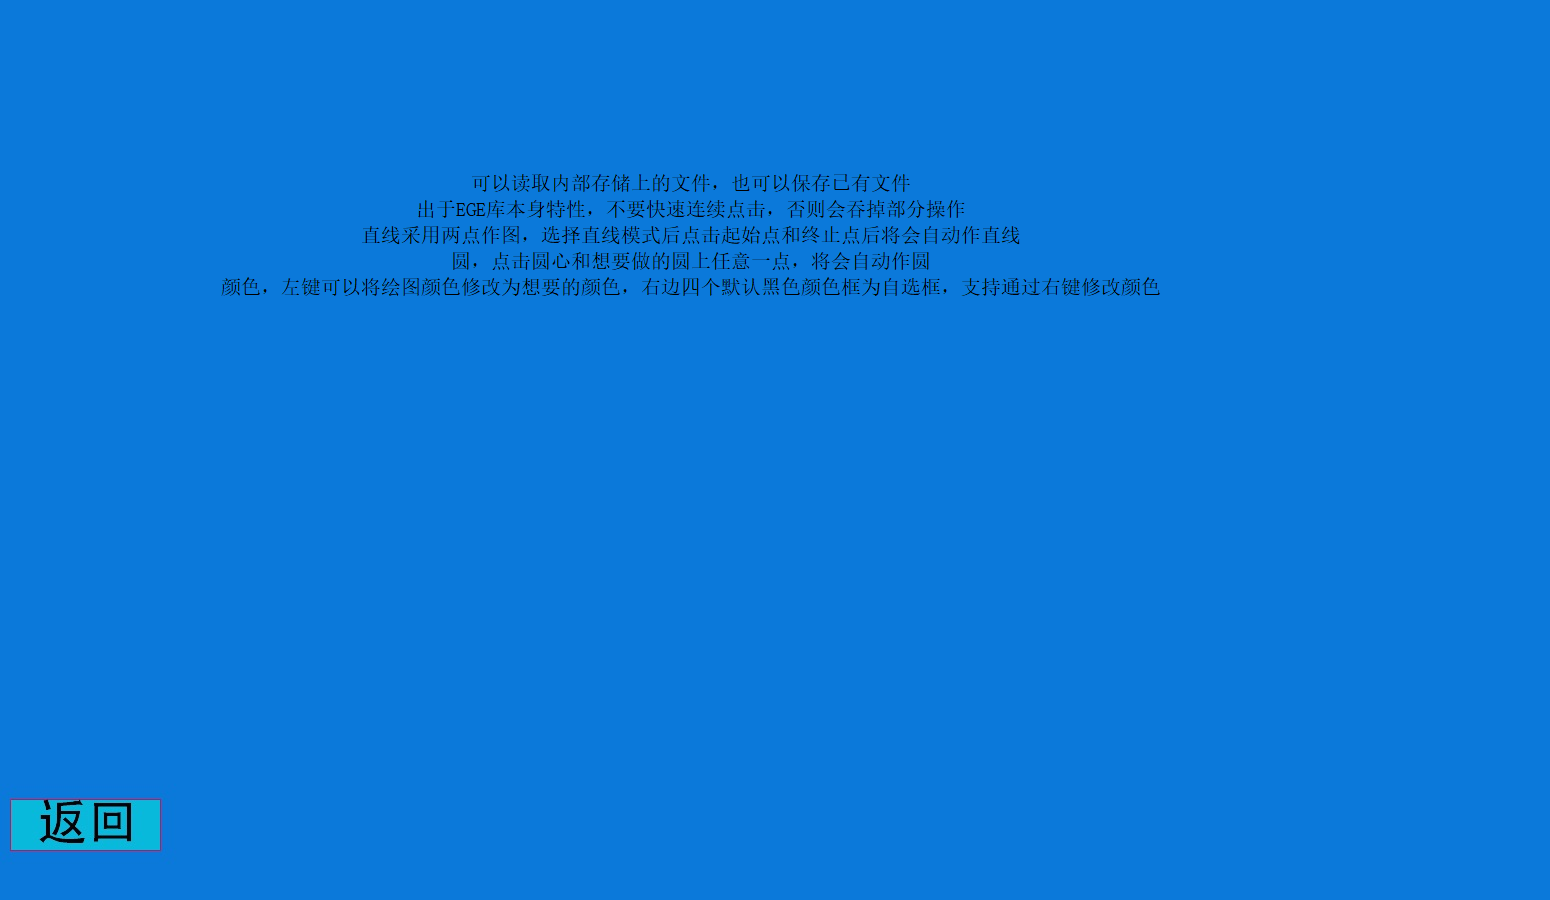 可以读取内部存储上的文件，也可以保存已有文件
出于EGE库本身特性，不要快速连续点击，否则会吞掉部分操作
直线采用两点作图，选择直线模式后点击起始点和终止点后将会自动作直线
圆，点击圆心和想要做的圆上任意一点，将会自动作圆
颜色，左键可以将绘图颜色修改为想要的颜色，右边四个默认黑色颜色框为自选框，支持通过右键修改颜色
返回